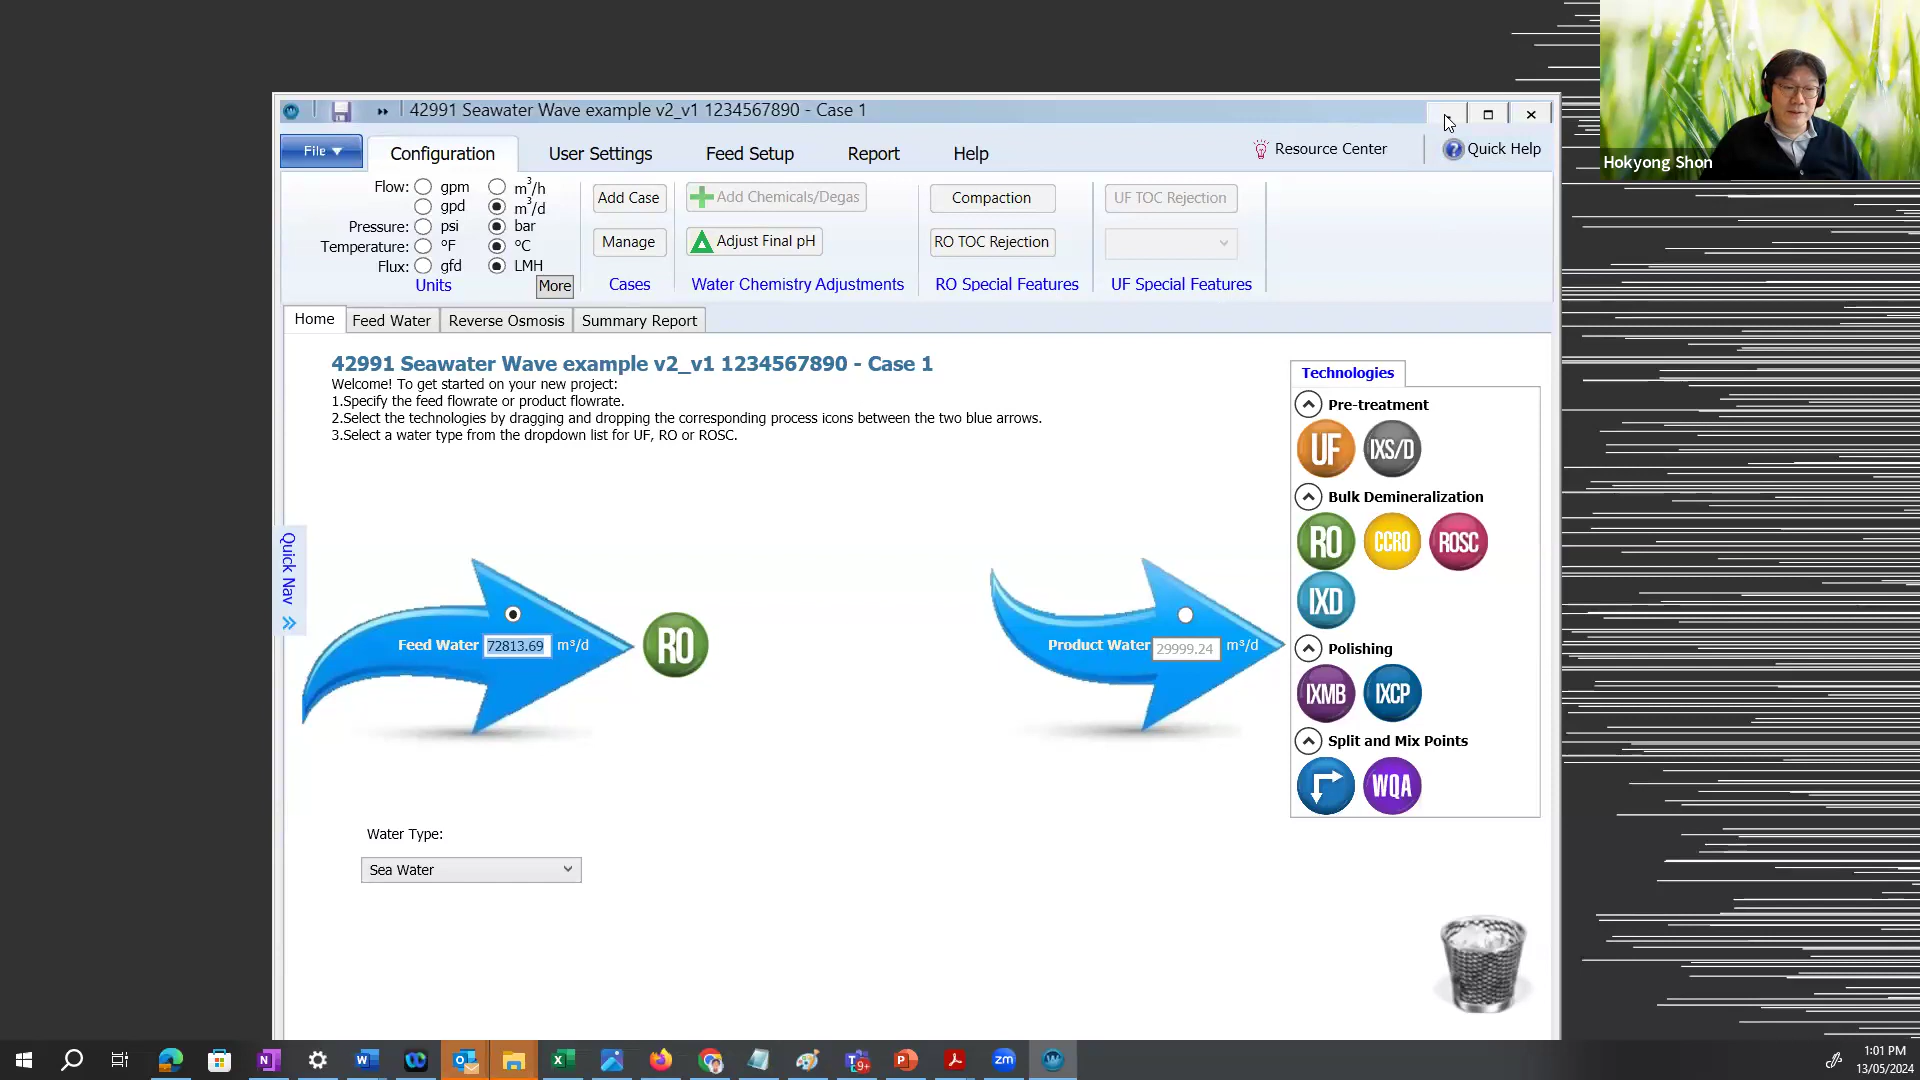 42991 Seawater Wave example v2_v1 1234567890 - Case 1
File Configuration User Settings Feed Setup Report Help Resource Center Quick Help
Flow: gpm m³/h
gpd m³/d
Pressure: psi bar
Temperature: °F °C
Flux: gfd LMH
Units More
Add Case
Manage
Cases
Add Chemicals/Degas
Adjust Final pH
Water Chemistry Adjustments
Compaction
RO TOC Rejection
RO Special Features
UF TOC Rejection
UF Special Features
Home Feed Water Reverse Osmosis Summary Report
42991 Seawater Wave example v2_v1 1234567890 - Case 1
Welcome! To get started on your new project:
1.Specify the feed flowrate or product flowrate.
2.Select the technologies by dragging and dropping the corresponding process icons between the two blue arrows.
3.Select a water type from the dropdown list for UF, RO or ROSC.
Quick Nav
Feed Water 72813.69 m³/d
RO
Product Water 29999.24 m³/d
Water Type:
Sea Water
Technologies
Pre-treatment
UF IXS/D
Bulk Demineralization
RO CCRO ROSC
IXD
Polishing
IXMB IXCP
Split and Mix Points
WQA
Hokyong Shon
zm
9+
1:01 PM
13/05/2024